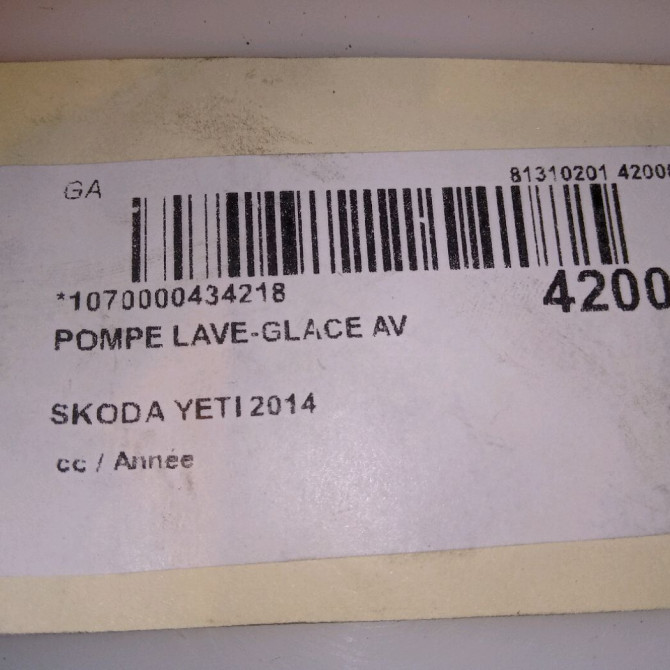 GA
81310201 4200
*1070000434218
4200
POMPE LAVE-GLACE AV
SKODA YETI 2014
cc / Année